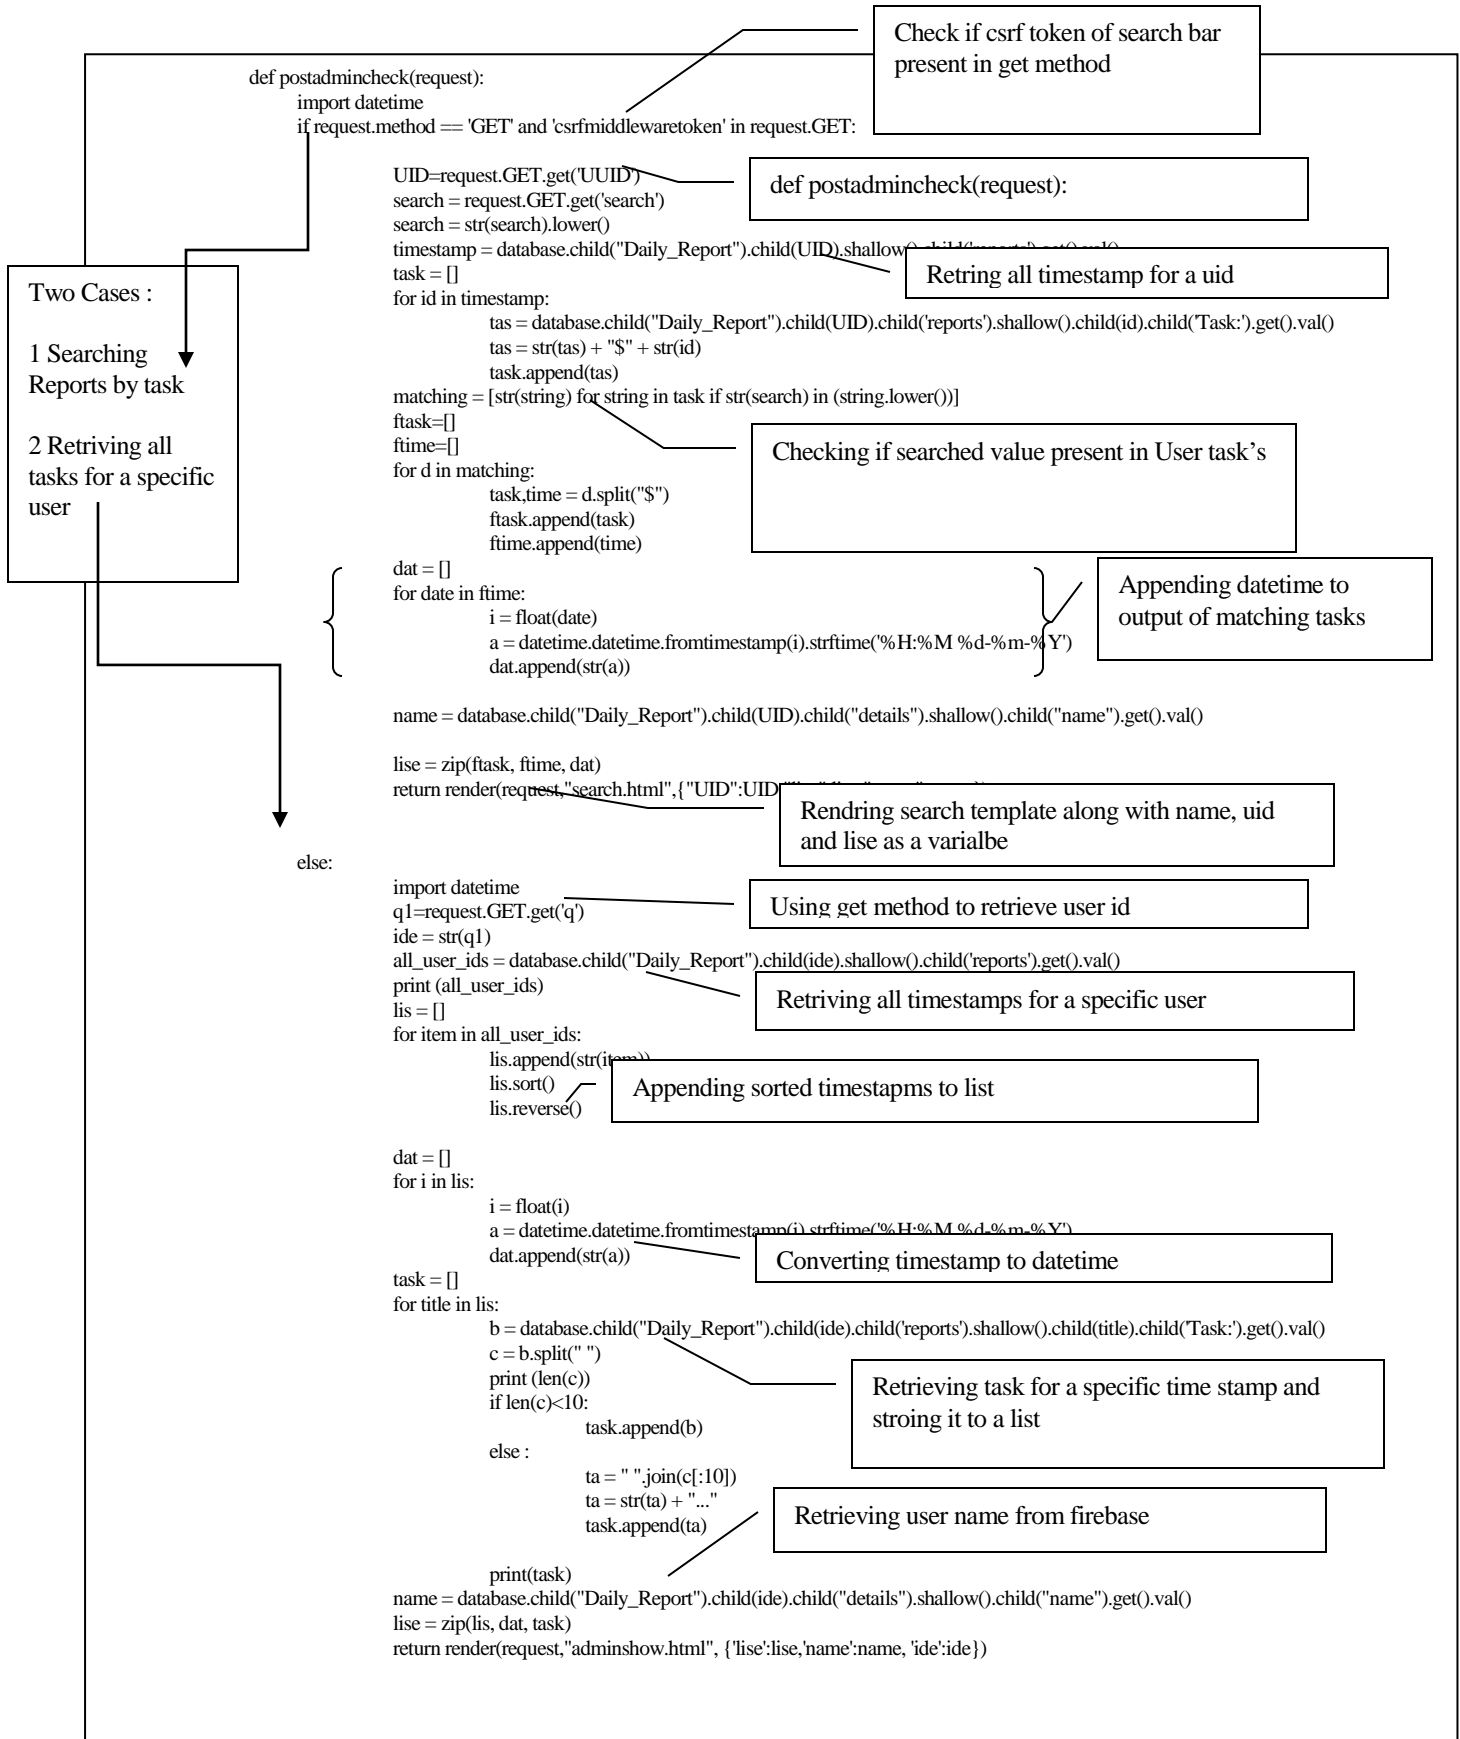 Check if csrf token of search bar
present in get method
def postadmincheck(request):
import datetime
if request.method == 'GET' and 'csrfmiddlewaretoken' in request.GET:
UID=request.GET.get('UUID')
def postadmincheck(request):
search = request.GET.get('search')
search = str(search).lower()
timestamp = database.child("Daily_Report").child(UID).shallow().child('reports').get().val()
Retring all timestamp for a uid
task = []
for id in timestamp:
tas = database.child("Daily_Report").child(UID).child('reports').shallow().child(id).child('Task:').get().val()
tas = str(tas) + "$" + str(id)
task.append(tas)
Two Cases :
1 Searching
Reports by task
2 Retriving all
tasks for a specific
user
matching = [str(string) for string in task if str(search) in (string.lower())]
ftask=[]
ftime=[]
Checking if searched value present in User task's
for d in matching:
task,time = d.split("$")
ftask.append(task)
ftime.append(time)
dat = []
for date in ftime:
i = float(date)
a = datetime.datetime.fromtimestamp(i).strftime('%H:%M %d-%m-%Y')
dat.append(str(a))
Appending datetime to
output of matching tasks
name = database.child("Daily_Report").child(UID).child("details").shallow().child("name").get().val()
lise = zip(ftask, ftime, dat)
return render(request,"search.html",{"UID":UID
Rendring search template along with name, uid
and lise as a varialbe
else:
import datetime
q1=request.GET.get('q')
Using get method to retrieve user id
ide = str(q1)
all_user_ids = database.child("Daily_Report").child(ide).shallow().child('reports').get().val()
print (all_user_ids)
Retriving all timestamps for a specific user
lis = []
for item in all_user_ids:
lis.append(str(item))
lis.sort()
lis.reverse()
Appending sorted timestapms to list
dat = []
for i in lis:
i = float(i)
a = datetime.datetime.fromtimestamp(i).strftime('%H:%M %d-%m-%Y')
dat.append(str(a))
Converting timestamp to datetime
task = []
for title in lis:
b = database.child("Daily_Report").child(ide).child('reports').shallow().child(title).child('Task:').get().val()
c = b.split(" ")
print (len(c))
if len(c)<10:
task.append(b)
Retrieving task for a specific time stamp and
stroing it to a list
else :
ta = " ".join(c[:10])
ta = str(ta) + "..."
task.append(ta)
Retrieving user name from firebase
print(task)
name = database.child("Daily_Report").child(ide).child("details").shallow().child("name").get().val()
lise = zip(lis, dat, task)
return render(request,"adminshow.html", {'lise':lise,'name':name, 'ide':ide})